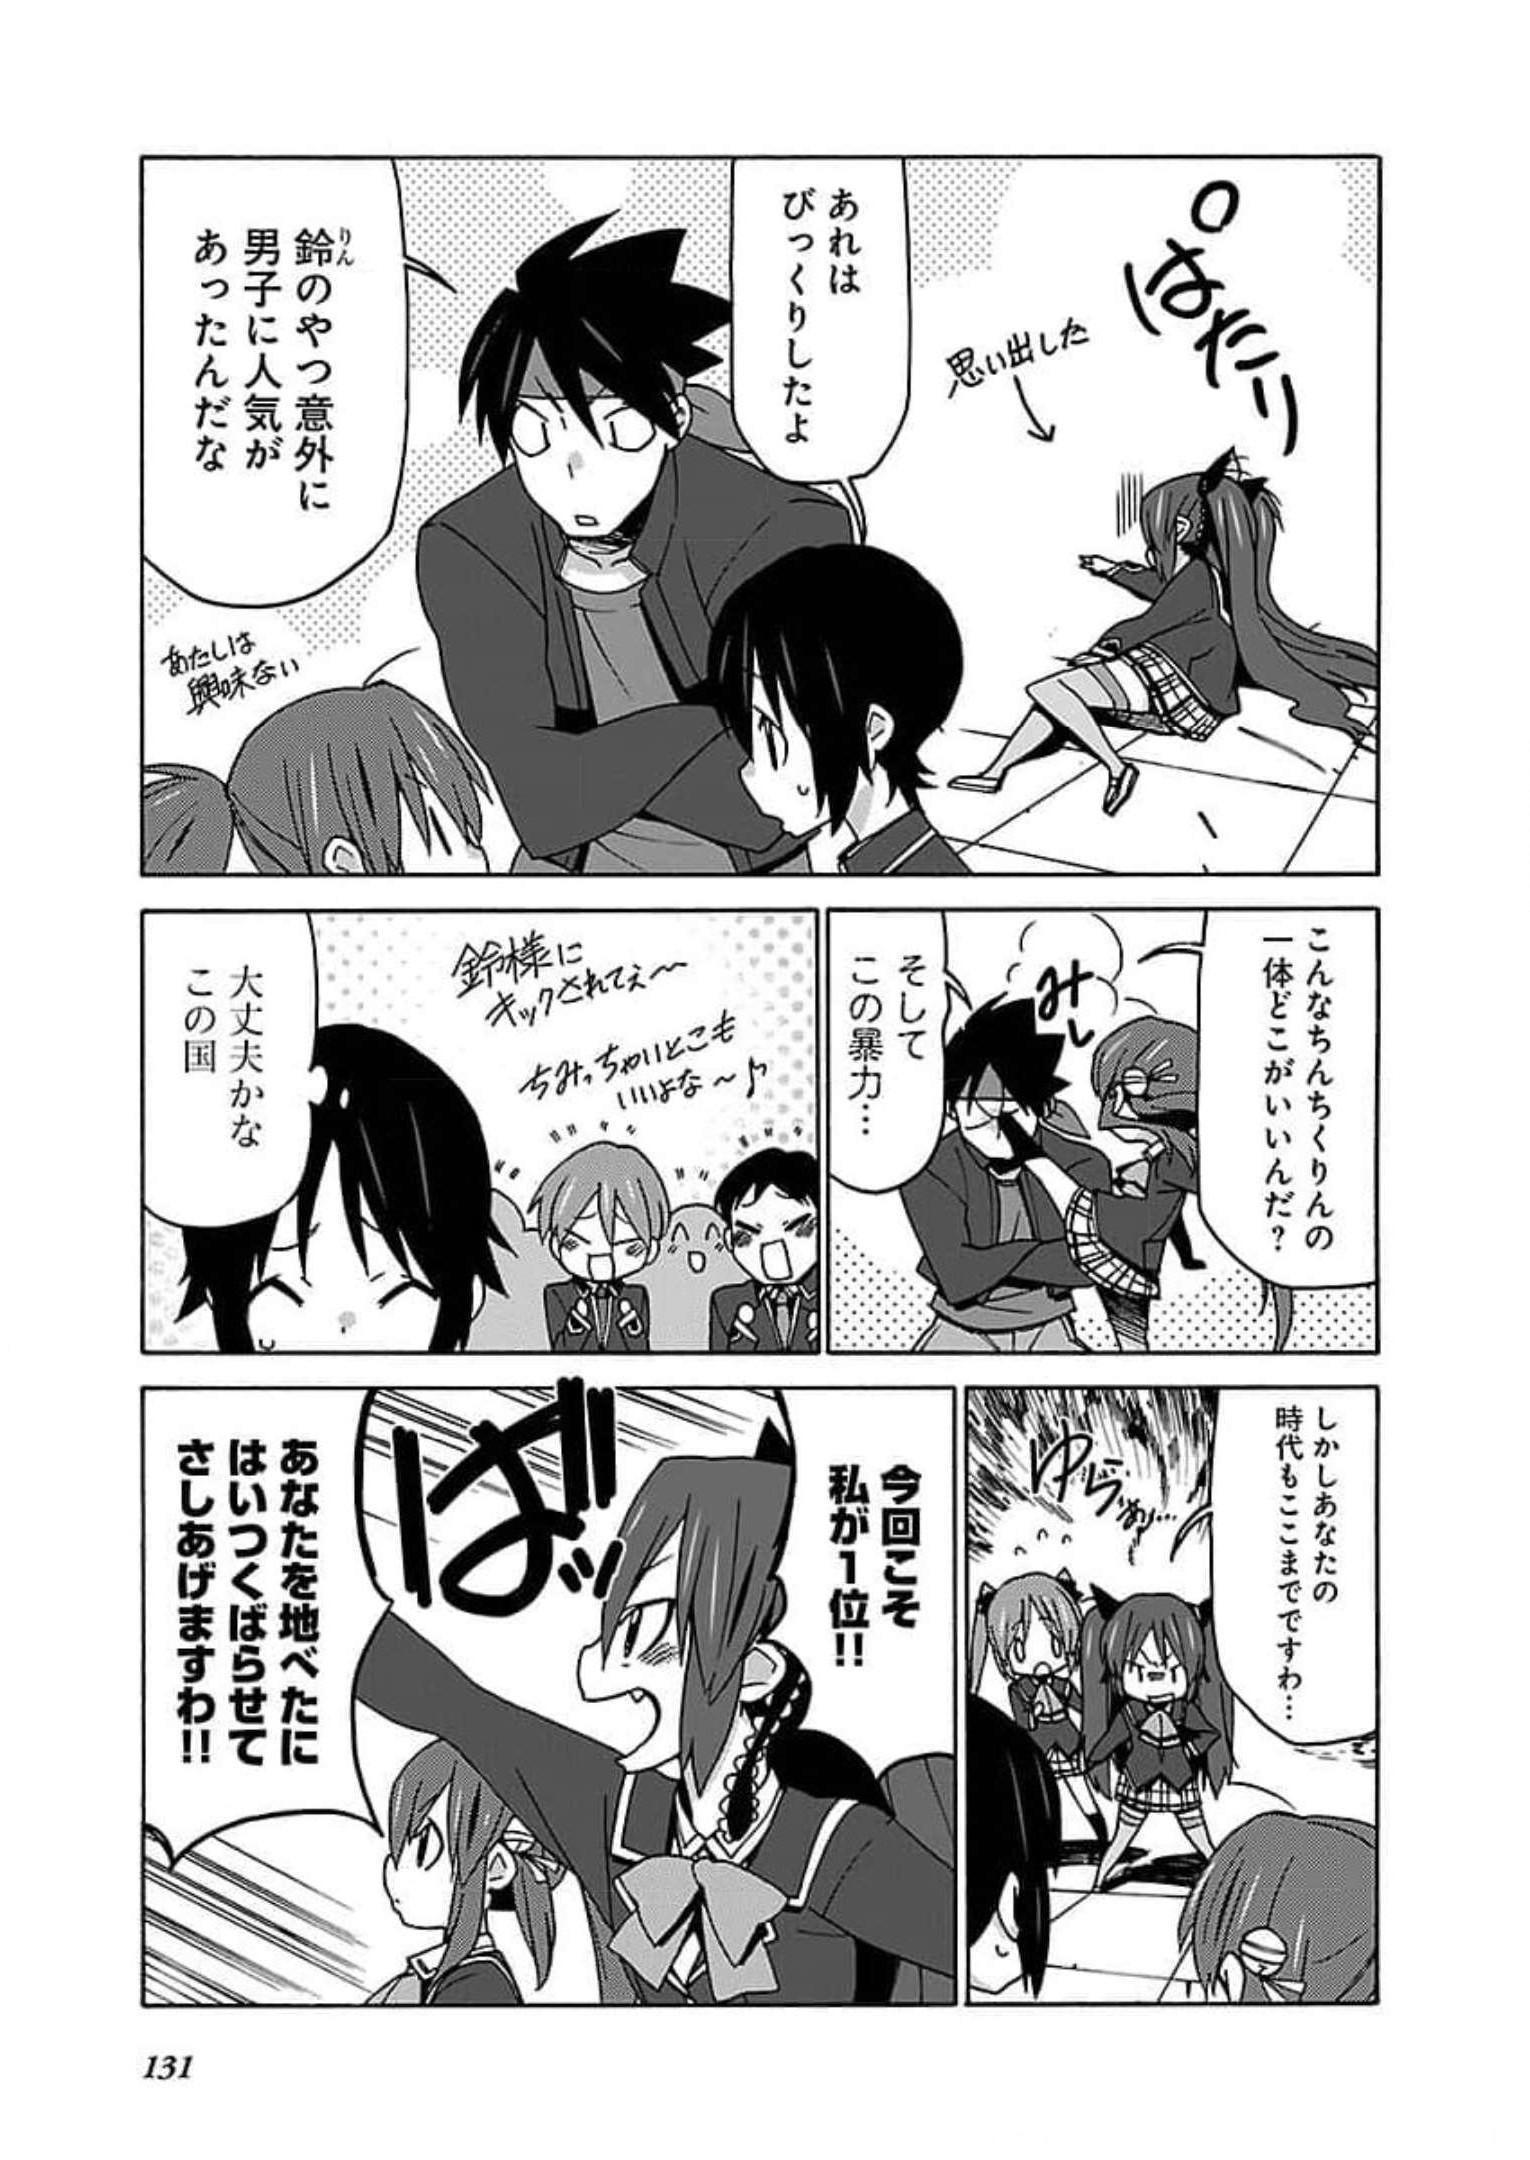 ぱたり
思い出した
あれは
びっくりしたよ
鈴のやつ意外に
りん
男子に人気が
あったんだな
あたしは
興味ない
こんなちんちくりんの
一体どこがいいんだ?
みし
そして
この暴力…
鈴様に
キックされてぇ〜
ちみっちゃいとこも
いいよな〜♪
大丈夫かな
この国
しかしあなたの
時代もここまでですわ…
ゆらぁ…
今回こそ
私が1位!!
ばッ
あなたを地べたに
はいつくばらせて
さしあげますわ!!
131